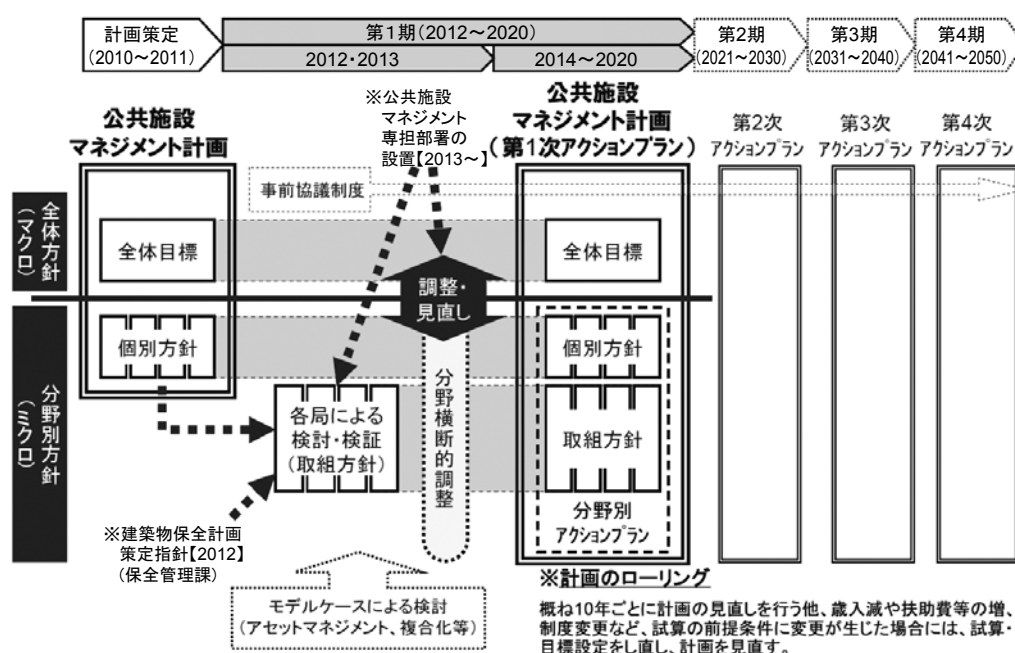 計画策定
(2010～2011)
第1期(2012～2020)
2012・2013
2014～2020
第2期
(2021～2030)
第3期
(2031～2040)
第4期
(2041～2050)
公共施設
マネジメント計画
※公共施設
マネジメント
専担部署の
設置【2013～】
公共施設
マネジメント計画
(第1次アクションプラン)
第2次
アクションプラン
第3次
アクションプラン
第4次
アクションプラン
事前協議制度
全体方針
(マクロ)
全体目標
全体目標
調整・
見直し
分野別方針
(ミクロ)
個別方針
個別方針
各局による
検討・検証
(取組方針)
分野横断的調整
取組方針
分野別
アクションプラン
※建築物保全計画
策定指針【2012】
(保全管理課)
モデルケースによる検討
(アセットマネジメント、複合化等)
※計画のローリング
概ね10年ごとに計画の見直しを行う他、歳入減や扶助費等の増、
制度変更など、試算の前提条件に変更が生じた場合には、試算・
目標設定をし直し、計画を見直す。